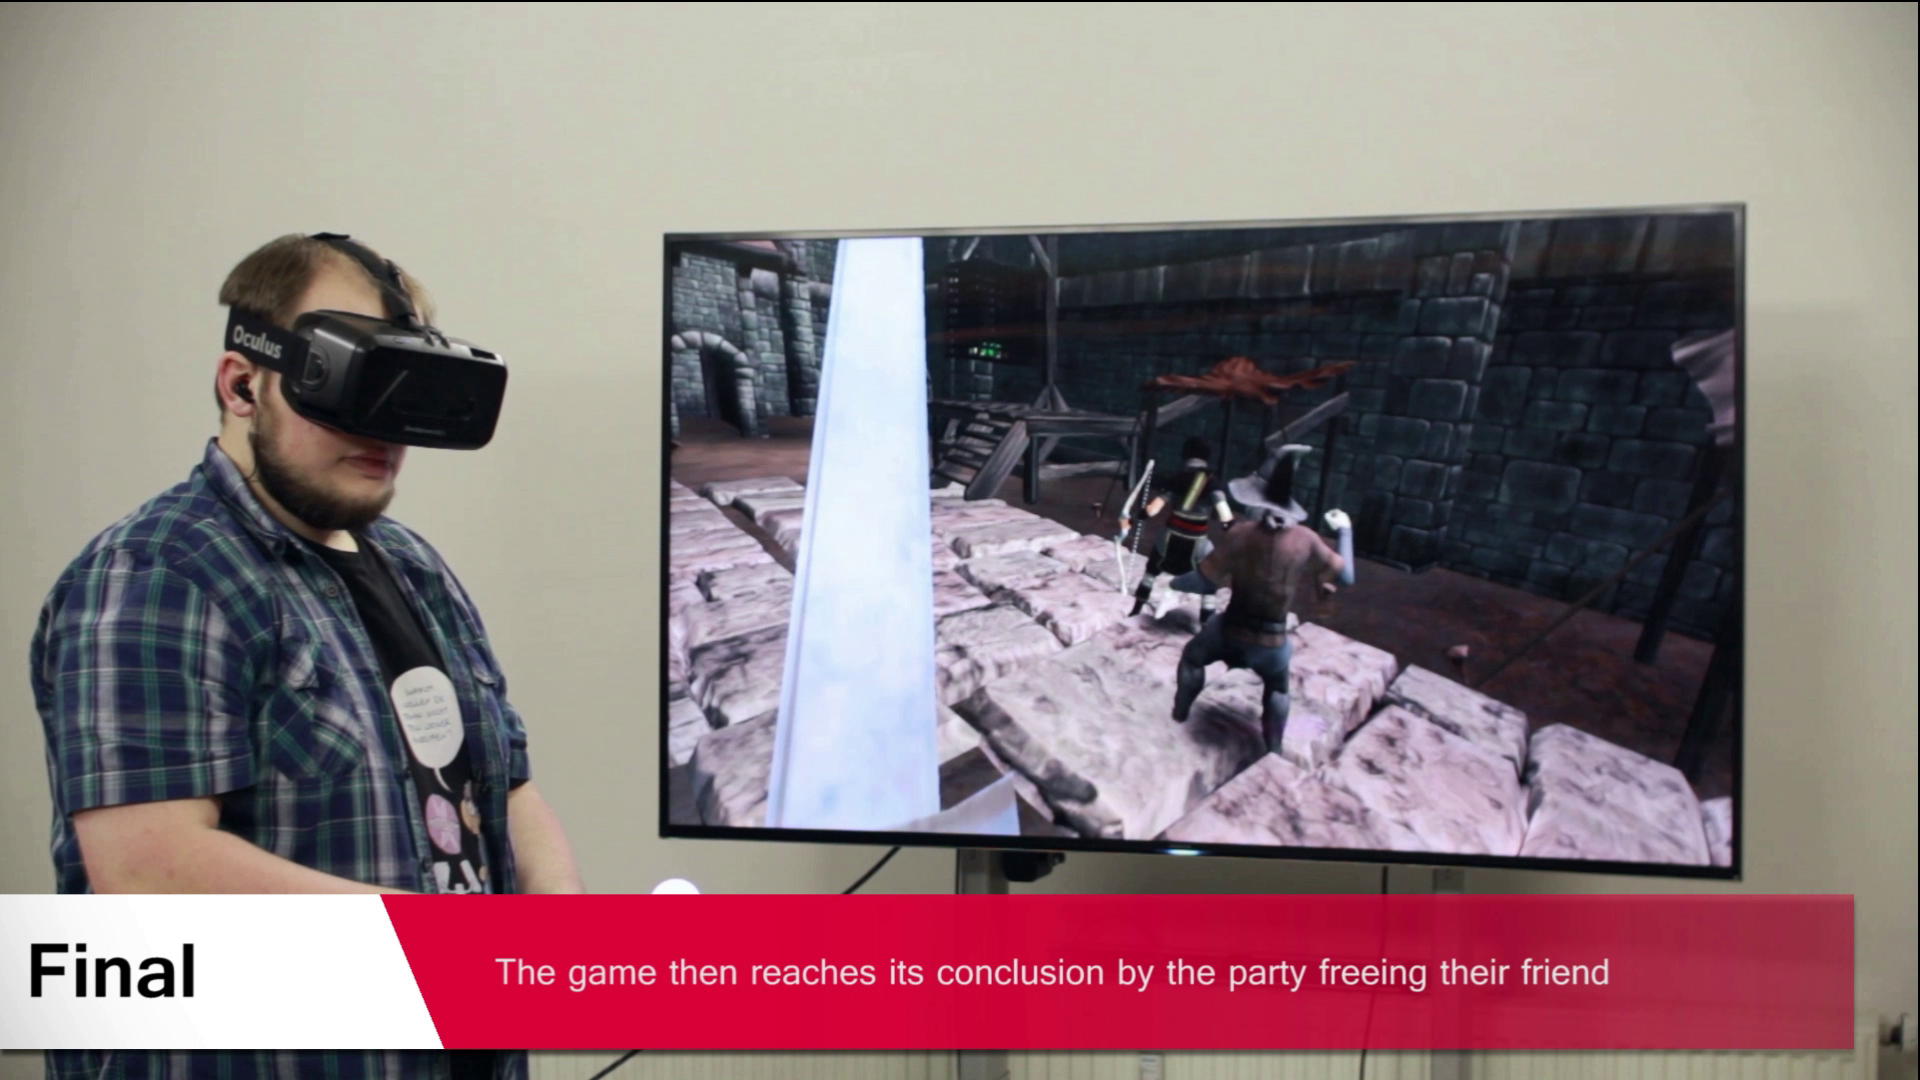 Oculus
Final
The game then reaches its conclusion by the party freeing their friend